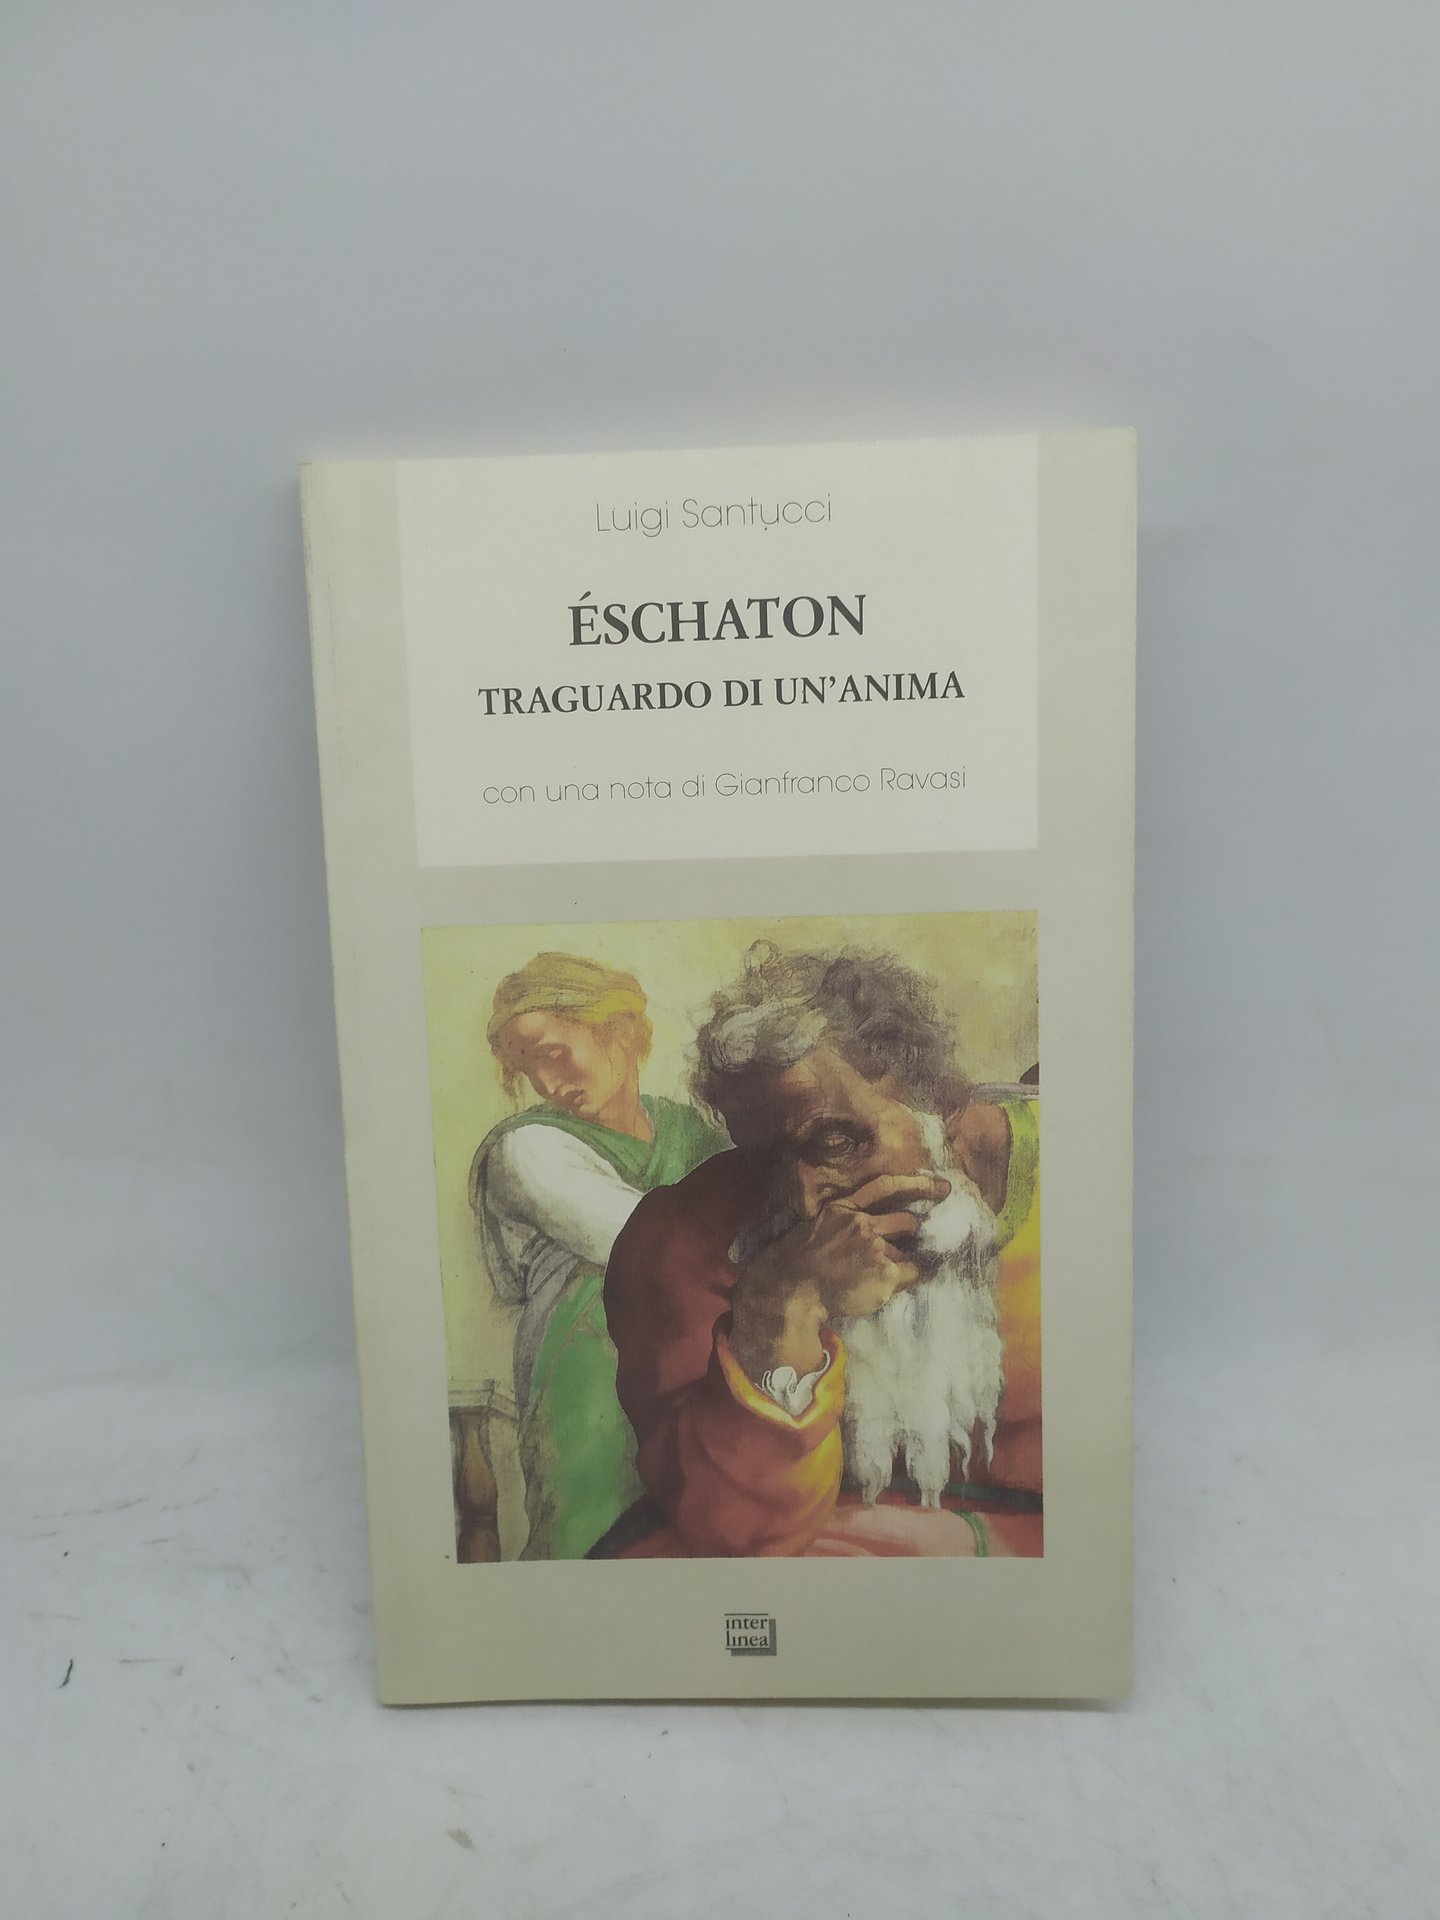 Luigi Santucci
ÉSCHATON
TRAGUARDO DI UN'ANIMA
con una nota di Gianfranco Ravasi
inter
linea